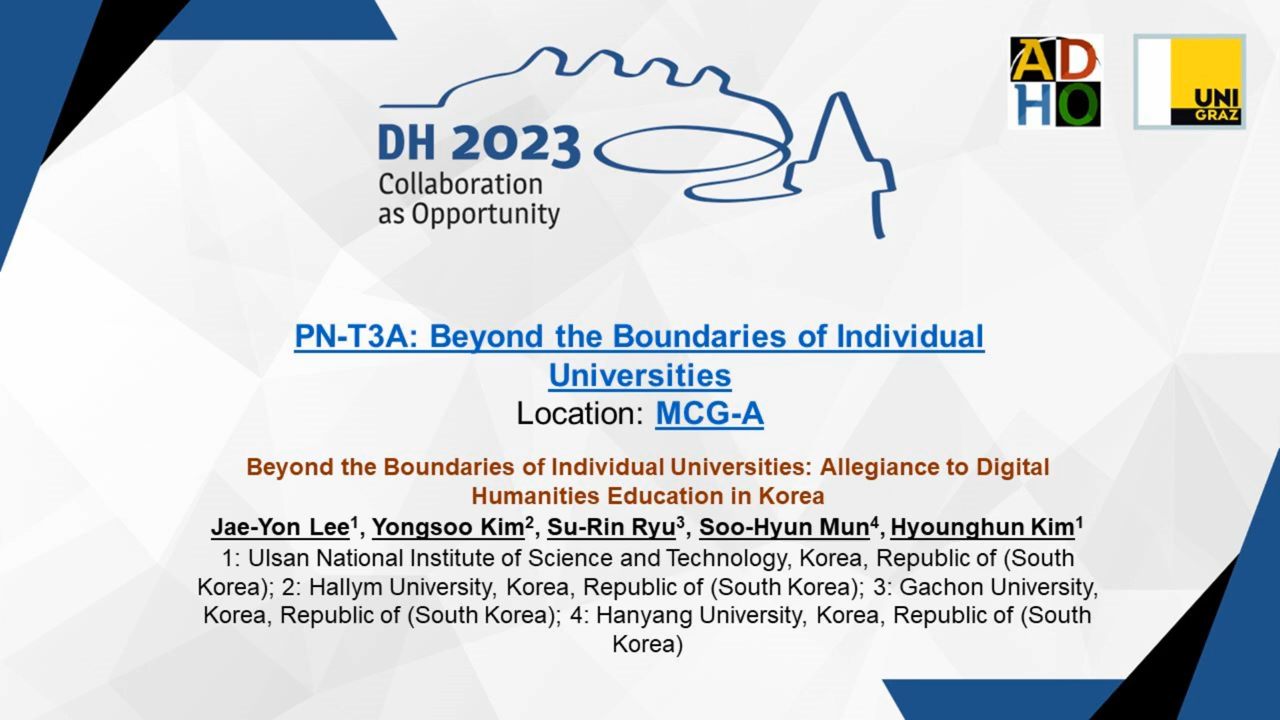 DH 2023
Collaboration
as Opportunity
AD
HO
UNI
GRAZ
PN-T3A: Beyond the Boundaries of Individual
Universities
Location: MCG-A
Beyond the Boundaries of Individual Universities: Allegiance to Digital
Humanities Education in Korea
Jae-Yon Lee¹, Yongsoo Kim², Su-Rin Ryu³, Soo-Hyun Mun⁴, Hyounghun Kim¹
1: Ulsan National Institute of Science and Technology, Korea, Republic of (South
Korea); 2: Hallym University, Korea, Republic of (South Korea); 3: Gachon University,
Korea, Republic of (South Korea); 4: Hanyang University, Korea, Republic of (South
Korea)